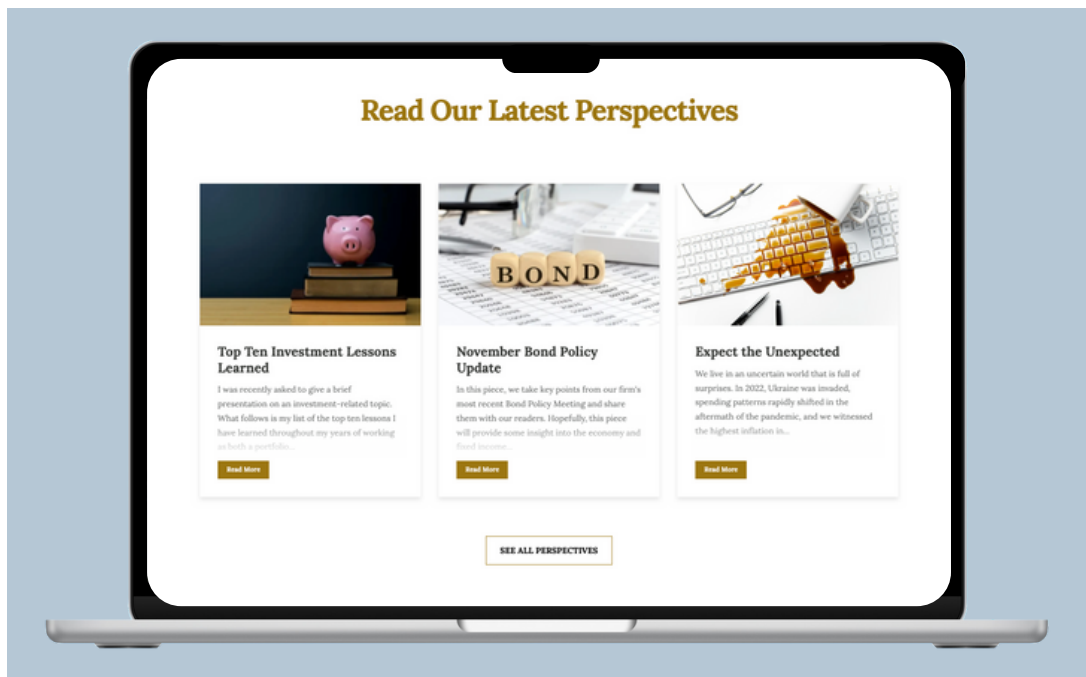 Read Our Latest Perspectives
BOND
Top Ten Investment Lessons
Learned
I was recently asked to give a brief
presentation on an investment-related topic.
What follows is my list of the top ten lessons I
have learned throughout my years of working
as both a portfolio...
Read More
November Bond Policy
Update
In this piece, we take key points from our firm's
most recent Bond Policy Meeting and share
them with our readers. Hopefully, this piece
will provide some insight into the economy and
fixed income...
Read More
Expect the Unexpected
We live in an uncertain world that is full of
surprises. In 2022, Ukraine was invaded,
spending patterns rapidly shifted in the
aftermath of the pandemic, and we witnessed
the highest inflation in...
Read More
SEE ALL PERSPECTIVES